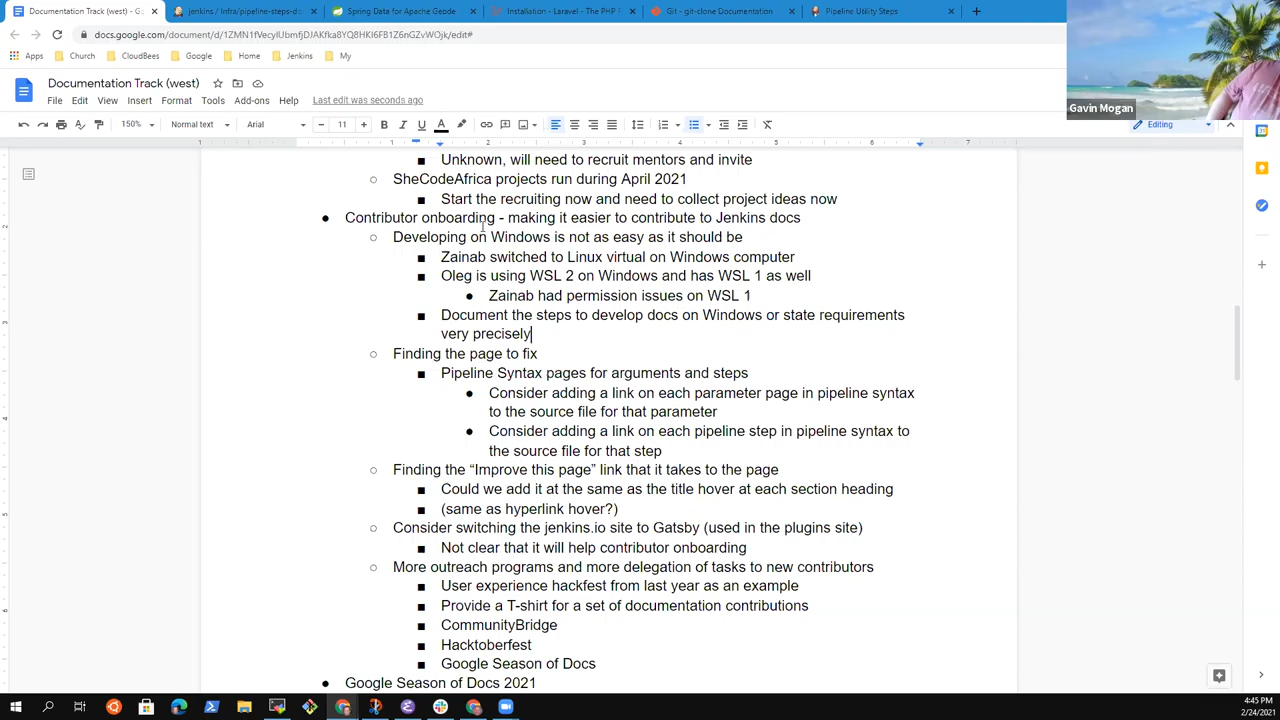 Documentation Track (west) - G
jenkins / Infra/pipeline-steps-do
Spring Data for Apache Geode
Installation - Laravel - The PHP F
Git - git-clone Documentation
Pipeline Utility Steps
docs.google.com/document/d/1ZMN1fVecyIUbmfjDJAKfka8YQ8HKI6FB1Z6nGZvWOjk/edit#
Apps
Church
CloudBees
Google
Home
Jenkins
My
Gavin Mogan
Documentation Track (west)
File Edit View Insert Format Tools Add-ons Help Last edit was seconds ago
150% Normal text Arial 11 Editing
1 1 2 3 4 5 6 7
Unknown, will need to recruit mentors and invite
SheCodeAfrica projects run during April 2021
Start the recruiting now and need to collect project ideas now
Contributor onboarding - making it easier to contribute to Jenkins docs
Developing on Windows is not as easy as it should be
Zainab switched to Linux virtual on Windows computer
Oleg is using WSL 2 on Windows and has WSL 1 as well
Zainab had permission issues on WSL 1
Document the steps to develop docs on Windows or state requirements
very precisely
Finding the page to fix
Pipeline Syntax pages for arguments and steps
Consider adding a link on each parameter page in pipeline syntax
to the source file for that parameter
Consider adding a link on each pipeline step in pipeline syntax to
the source file for that step
Finding the “Improve this page” link that it takes to the page
Could we add it at the same as the title hover at each section heading
(same as hyperlink hover?)
Consider switching the jenkins.io site to Gatsby (used in the plugins site)
Not clear that it will help contributor onboarding
More outreach programs and more delegation of tasks to new contributors
User experience hackfest from last year as an example
Provide a T-shirt for a set of documentation contributions
CommunityBridge
Hacktoberfest
Google Season of Docs
Google Season of Docs 2021
4:45 PM
2/24/2021